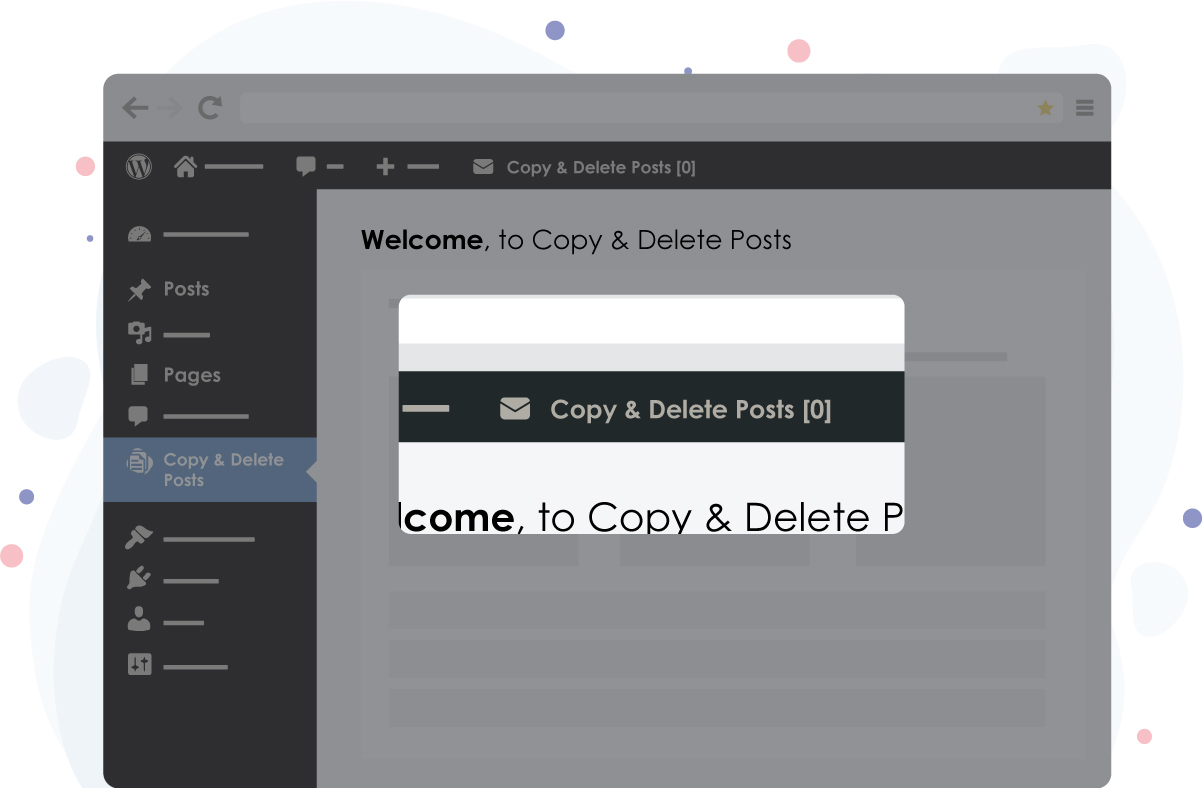 Copy & Delete Posts [0]
Welcome, to Copy & Delete Posts
Posts
Pages
Copy & Delete
Posts
Copy & Delete Posts [0]
lcome, to Copy & Delete P